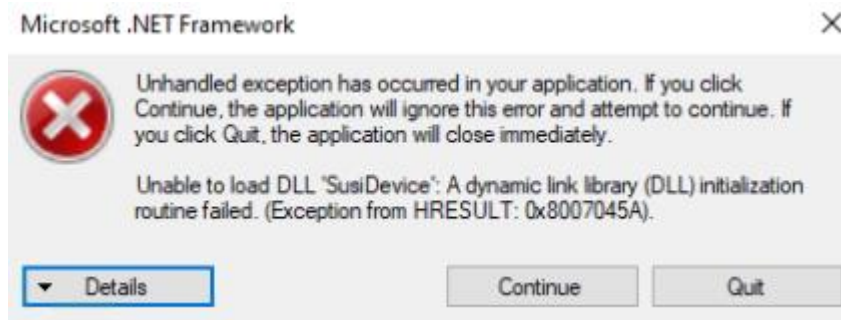 Microsoft .NET Framework
Unhandled exception has occurred in your application. If you click
Continue, the application will ignore this error and attempt to continue. If
you click Quit, the application will close immediately.
Unable to load DLL 'SusiDevice': A dynamic link library (DLL) initialization
routine failed. (Exception from HRESULT: 0x8007045A).
Details
Continue
Quit